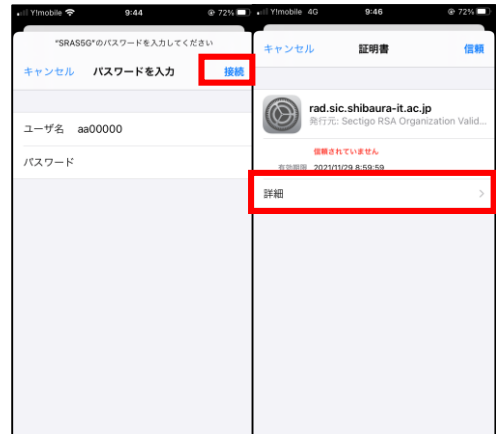 Y!mobile 9:44 72%
"SRAS5G"のパスワードを入力してください
キャンセル パスワードを入力 接続
ユーザ名 aa00000
パスワード
Y!mobile 4G 9:46 72%
キャンセル 証明書 信頼
rad.sic.shibaura-it.ac.jp
発行元: Sectigo RSA Organization Valid...
信頼されていません
有効期限 2021/11/29 8:59:59
詳細